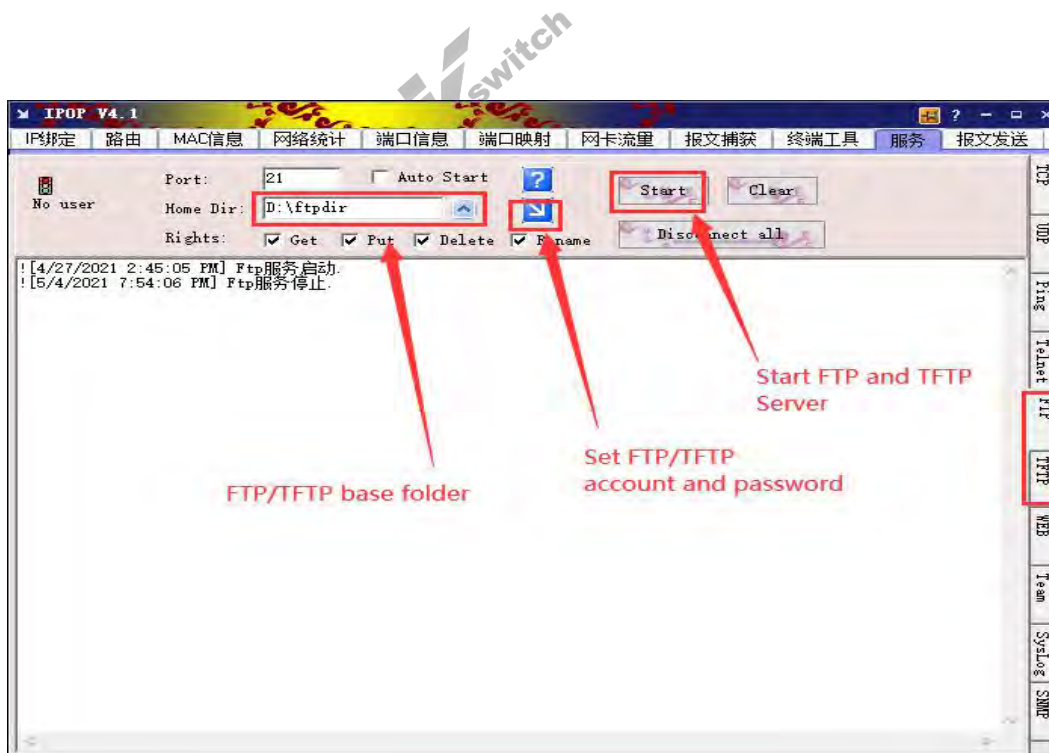 switch
IPOP V4.1
IP绑定 路由 MAC信息 网络统计 端口信息 端口映射 网卡流量 报文捕获 终端工具 服务 报文发送
Port: 21 Auto Start ? Start Clear
No user
Home Dir: D:\ftpdir
Rights: Get Put Delete Rename Disconnect all
![4/27/2021 2:45:05 PM] Ftp服务启动.
![5/4/2021 7:54:06 PM] Ftp服务停止.
Start FTP and TFTP
Server
Set FTP/TFTP
account and password
FTP/TFTP base folder
TCP
UDP
Ping
Telnet
FTP
TFTP
WEB
Team
SysLog
SNMP